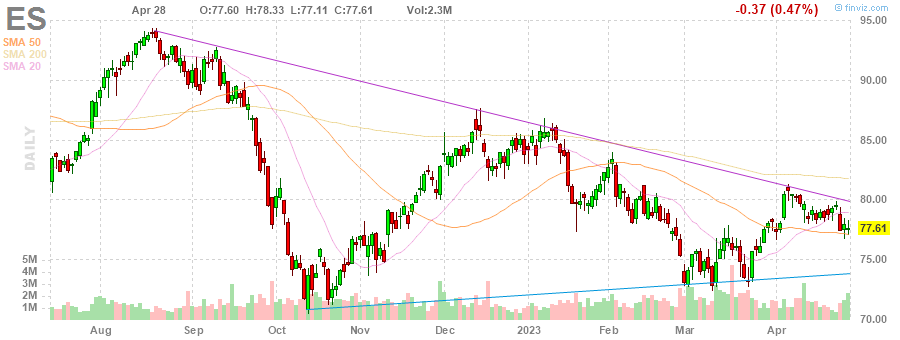 ES Apr 28 O:77.60 H:78.33 L:77.11 C:77.61 Vol:2.3M -0.37 (0.47%) © finviz.com
SMA 50
SMA 200
SMA 20
DAILY
95.00
90.00
85.00
80.00
77.61
75.00
70.00
5M
4M
3M
2M
1M
Aug Sep Oct Nov Dec 2023 Feb Mar Apr